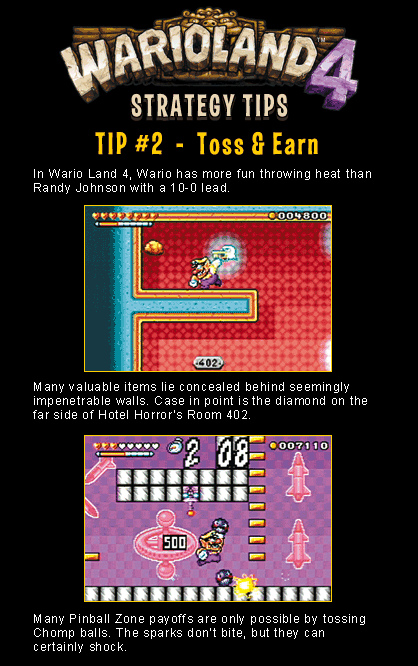 WARIOLAND 4
STRATEGY TIPS
TIP #2 - Toss & Earn
In Wario Land 4, Wario has more fun throwing heat than
Randy Johnson with a 10-0 lead.
004800
402
Many valuable items lie concealed behind seemingly
impenetrable walls. Case in point is the diamond on the
far side of Hotel Horror's Room 402.
2 08
007110
500
Many Pinball Zone payoffs are only possible by tossing
Chomp balls. The sparks don't bite, but they can
certainly shock.